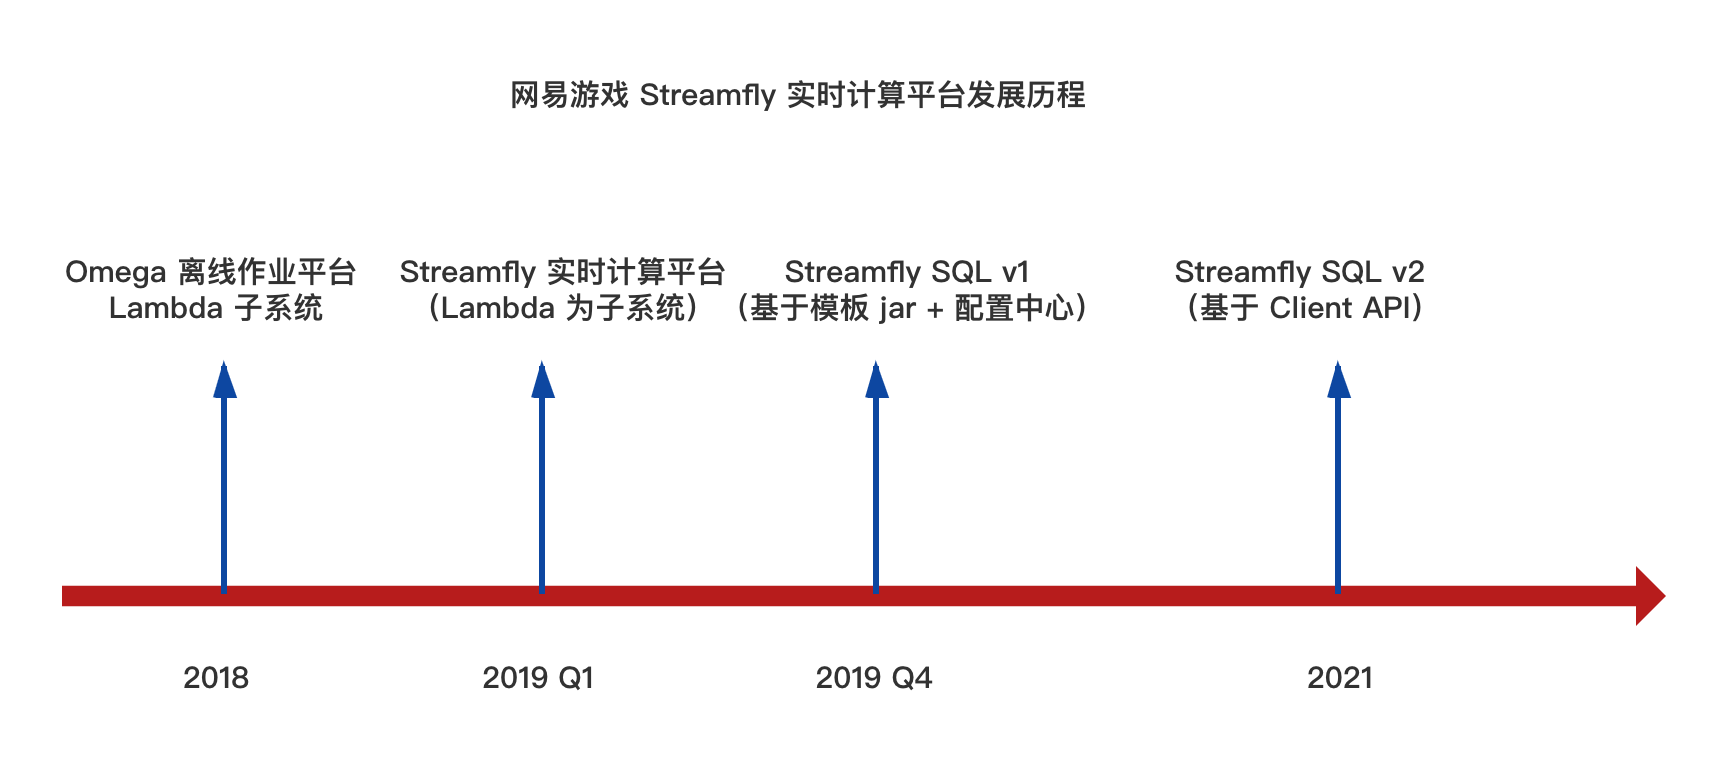 网易游戏 Streamfly 实时计算平台发展历程
Omega 离线作业平台
Lambda 子系统
Streamfly 实时计算平台
（Lambda 为子系统）
Streamfly SQL v1
（基于模板 jar + 配置中心）
Streamfly SQL v2
（基于 Client API）
2018
2019 Q1
2019 Q4
2021